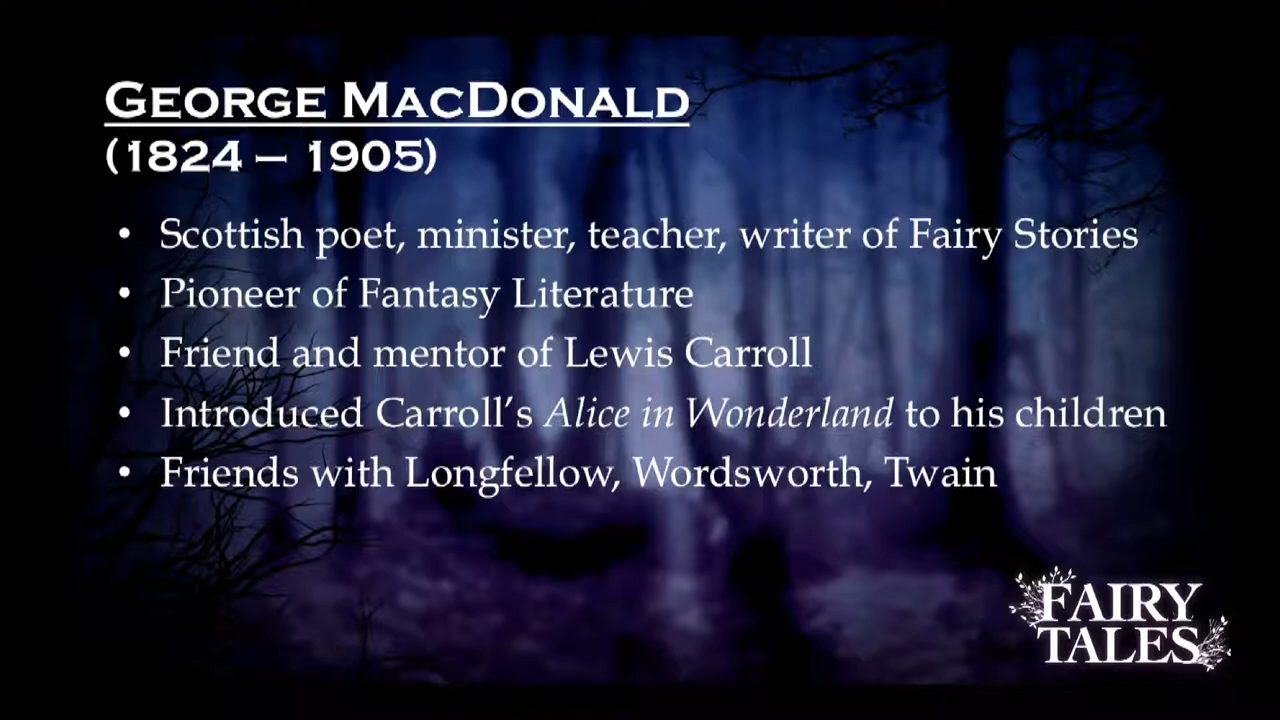 GEORGE MACDONALD
(1824 – 1905)
• Scottish poet, minister, teacher, writer of Fairy Stories
• Pioneer of Fantasy Literature
• Friend and mentor of Lewis Carroll
• Introduced Carroll’s Alice in Wonderland to his children
• Friends with Longfellow, Wordsworth, Twain
FAIRY
TALES